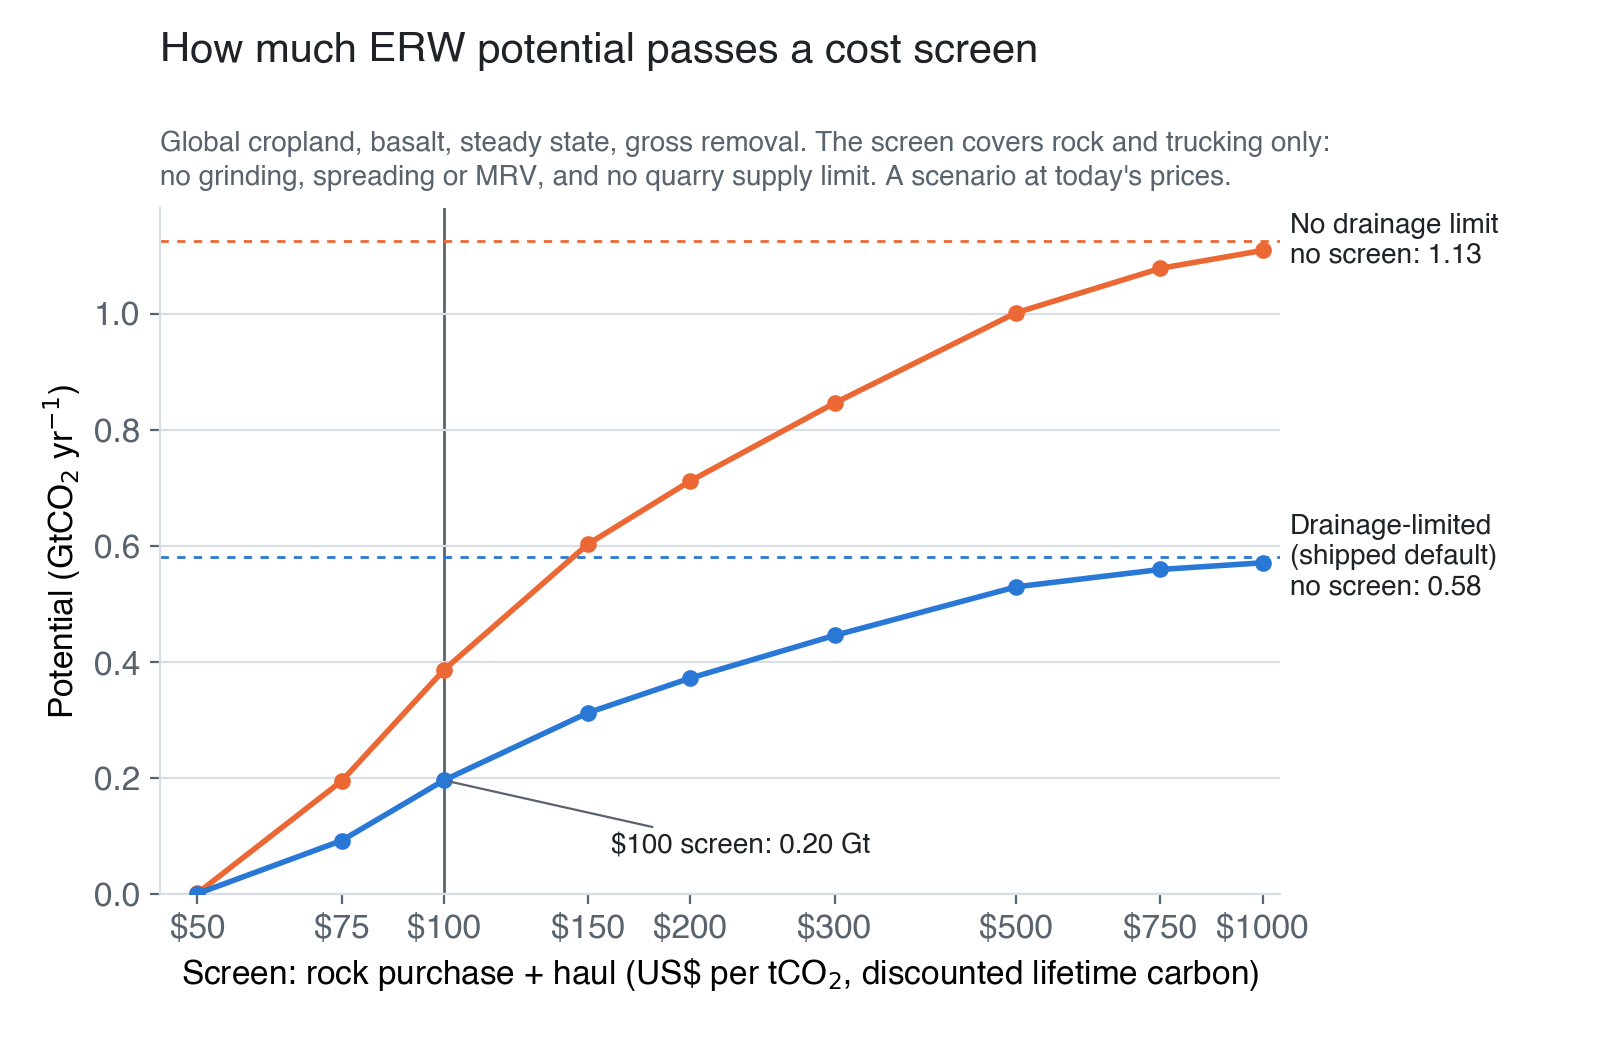 How much ERW potential passes a cost screen
Global cropland, basalt, steady state, gross removal. The screen covers rock and trucking only:
no grinding, spreading or MRV, and no quarry supply limit. A scenario at today's prices.
No drainage limit
no screen: 1.13
1.0
0.8
0.6
0.4
0.2
0.0
Potential (GtCO₂ yr⁻¹)
Drainage-limited
(shipped default)
no screen: 0.58
$100 screen: 0.20 Gt
$50 $75 $100 $150 $200 $300 $500 $750 $1000
Screen: rock purchase + haul (US$ per tCO₂, discounted lifetime carbon)